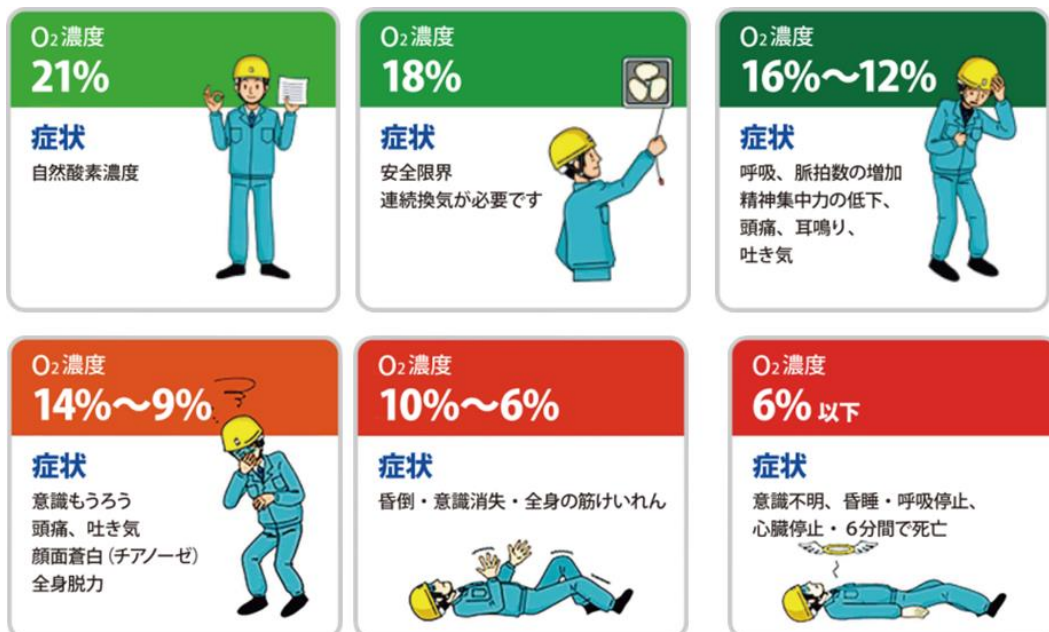 O₂濃度
21%
症状
自然酸素濃度
O₂濃度
18%
症状
安全限界
連続換気が必要です
O₂濃度
16%〜12%
症状
呼吸、脈拍数の増加
精神集中力の低下、
頭痛、耳鳴り、
吐き気
O₂濃度
14%〜9%
症状
意識もうろう
頭痛、吐き気
顔面蒼白(チアノーゼ)
全身脱力
O₂濃度
10%〜6%
症状
昏倒・意識消失・全身の筋けいれん
O₂濃度
6% 以下
症状
意識不明、昏睡・呼吸停止、
心臓停止・6分間で死亡